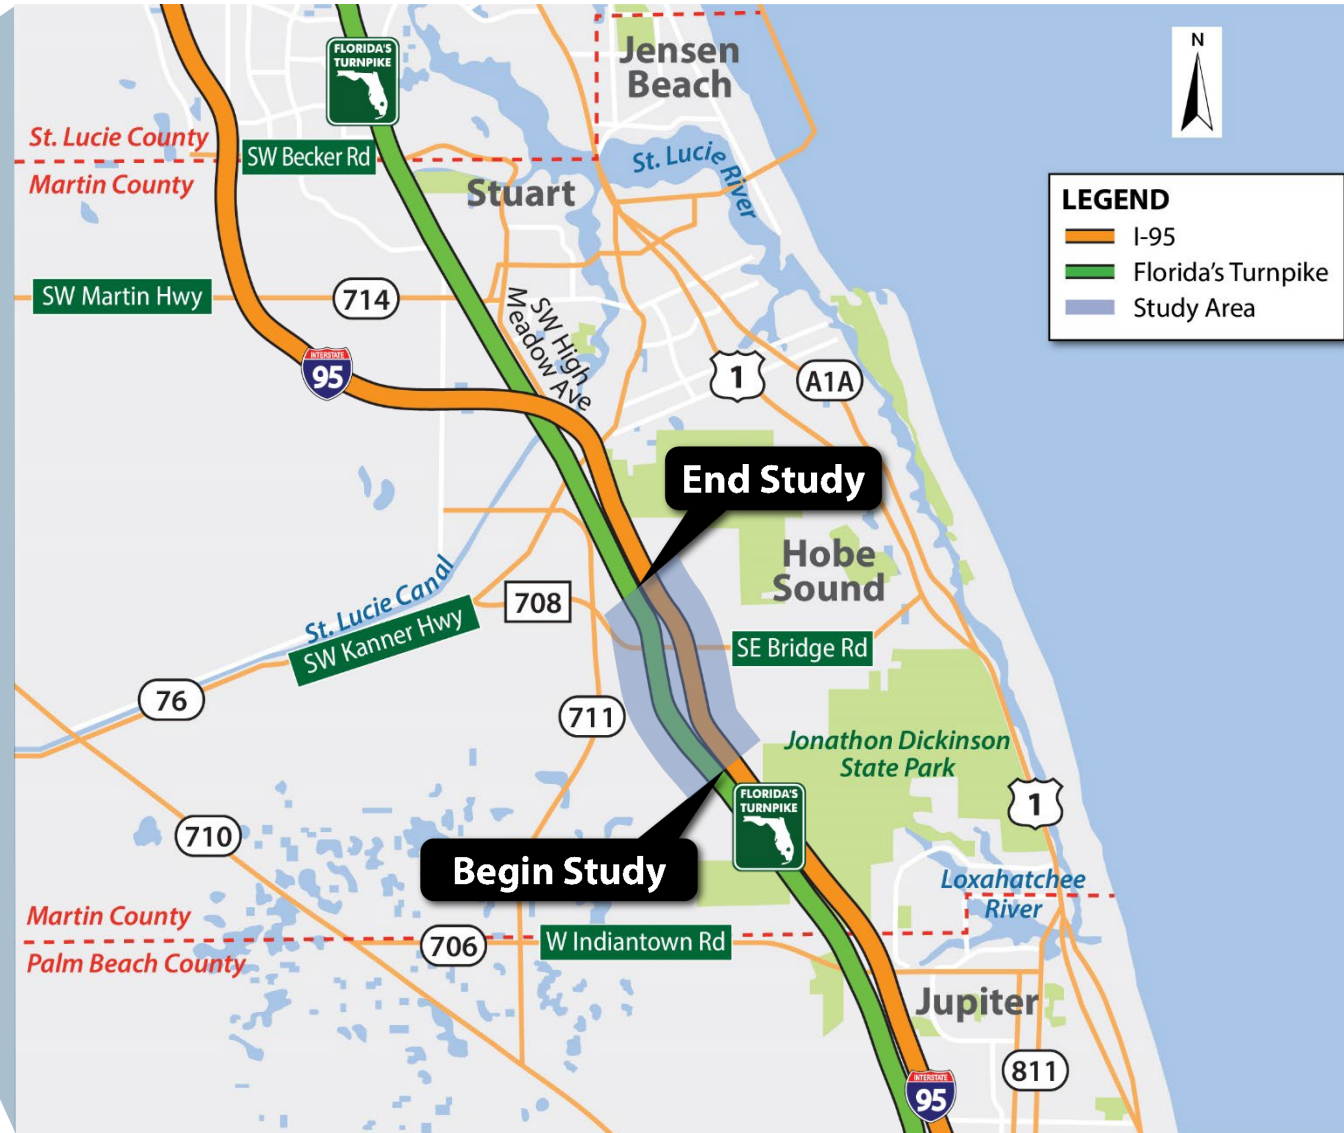 FLORIDA'S
TURNPIKE
Jensen
Beach
N
St. Lucie County
SW Becker Rd
Martin County
St. Lucie
River
Stuart
LEGEND
I-95
Florida's Turnpike
Study Area
SW Martin Hwy
714
SW High
Meadow Ave
INTERSTATE
95
1
A1A
End Study
Hobe
Sound
St. Lucie Canal
708
SW Kanner Hwy
SE Bridge Rd
76
711
Jonathon Dickinson
State Park
FLORIDA'S
TURNPIKE
1
710
Begin Study
Loxahatchee
River
Martin County
706
W Indiantown Rd
Palm Beach County
Jupiter
811
INTERSTATE
95